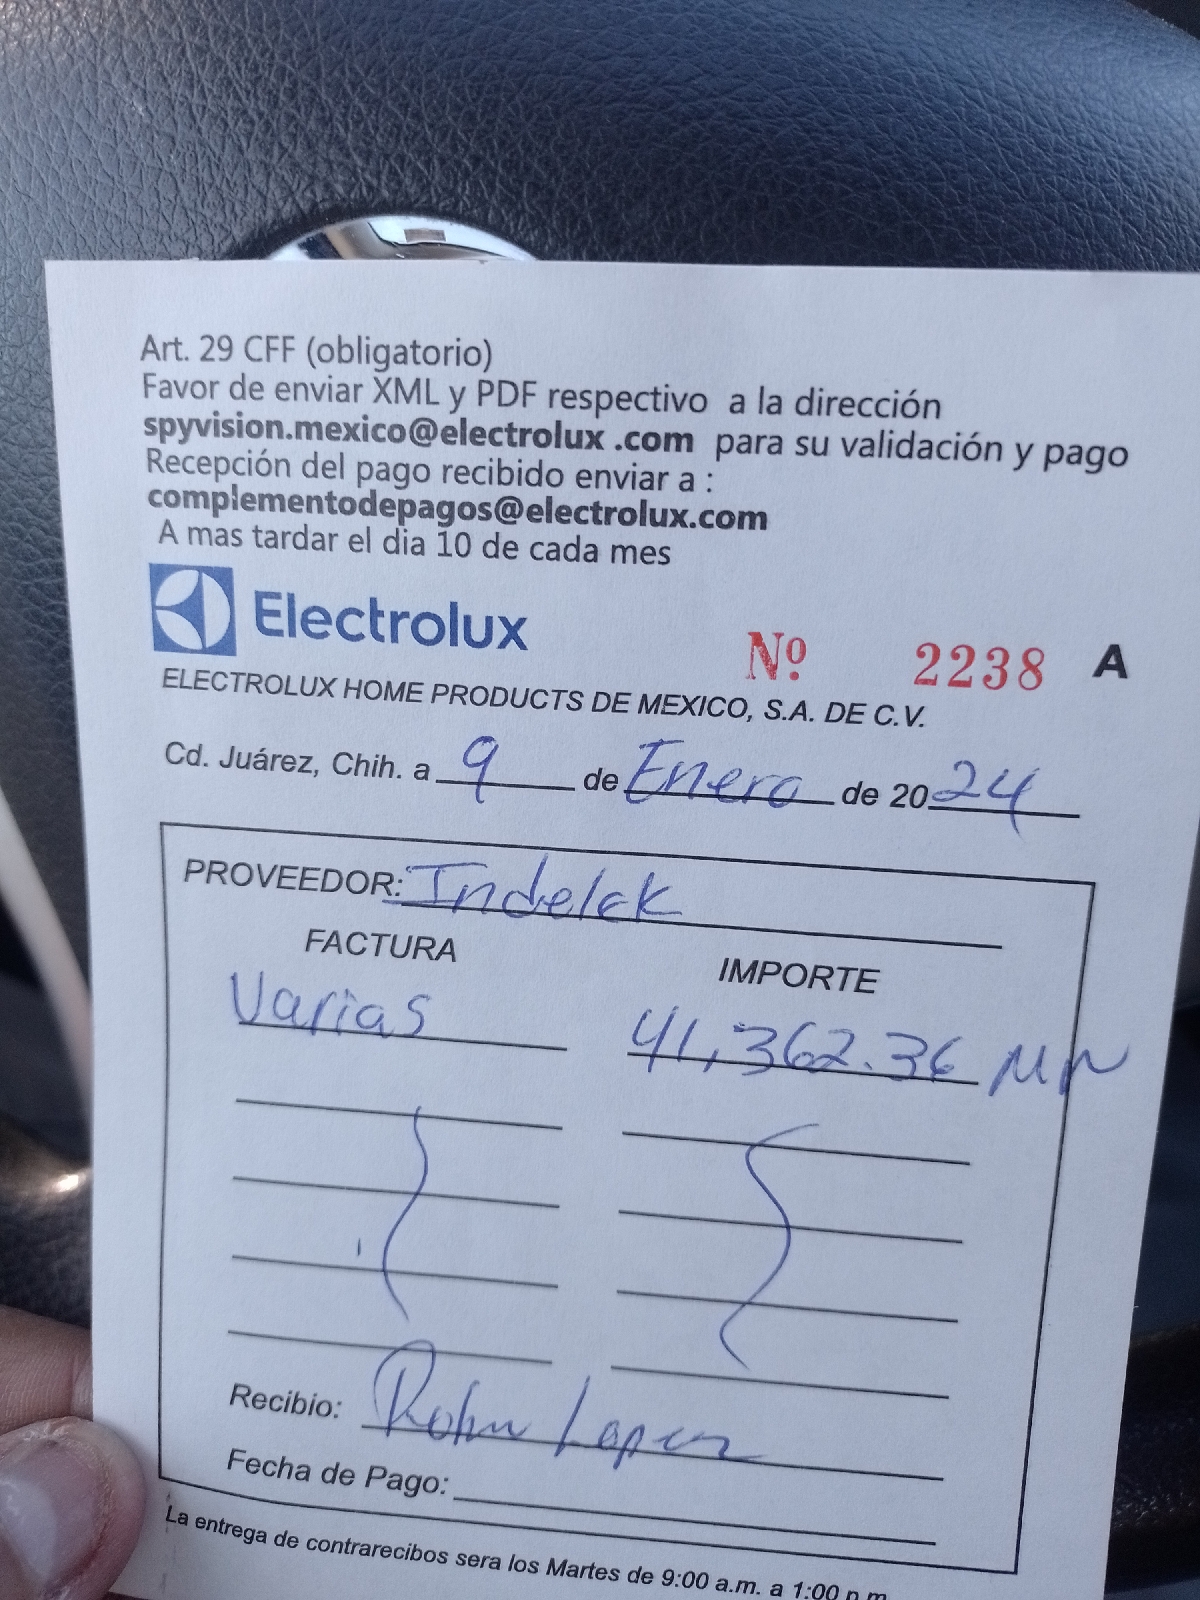 Art. 29 CFF (obligatorio)
Favor de enviar XML y PDF respectivo a la dirección
spyvision.mexico@electrolux .com para su validación y pago
Recepción del pago recibido enviar a :
complementodepagos@electrolux.com
A mas tardar el dia 10 de cada mes
Electrolux
Nº 2238 A
ELECTROLUX HOME PRODUCTS DE MEXICO, S.A. DE C.V.
Cd. Juárez, Chih. a 9 de Enero de 2024
PROVEEDOR: Indelek
FACTURA IMPORTE
Varias 41,362.36 MN
Recibio: Lopez
Fecha de Pago:
La entrega de contrarecibos sera los Martes de 9:00 a.m. a 1:00 p.m